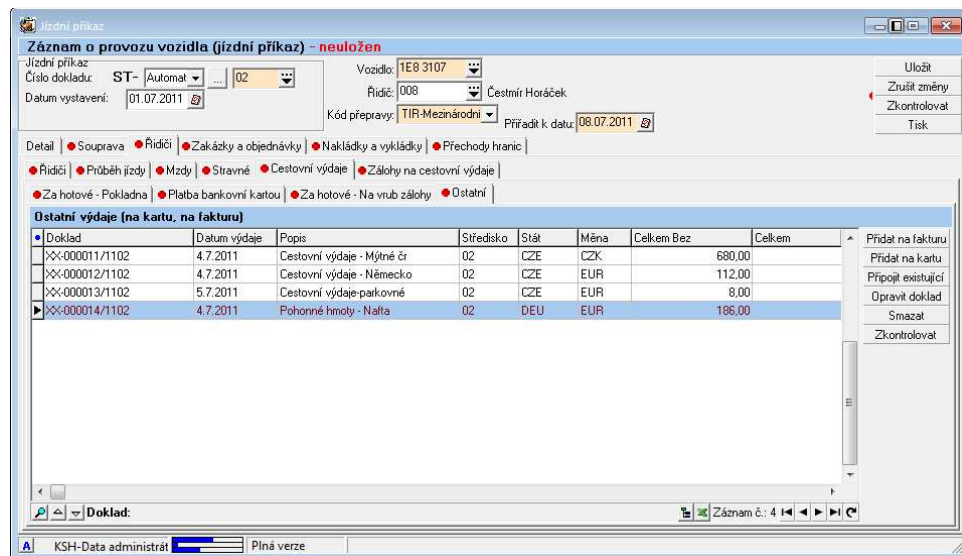 Jízdní příkaz
Záznam o provozu vozidla (jízdní příkaz) - neuložen
Jízdní příkaz
Číslo dokladu: ST- Automat ... 02
Datum vystavení: 01.07.2011
Vozidlo: 1E8 3107
Řidič: 008 Čestmír Horáček
Kód přepravy: TIR-Mezinárodní
Přiřadit k datu: 08.07.2011
Uložit
Zrušit změny
Zkontrolovat
Tisk
Detail Souprava Řidiči Zakázky a objednávky Nakládky a vykládky Přechody hranic
Řidiči Průběh jízdy Mzdy Stravné Cestovní výdaje Zálohy na cestovní výdaje
Za hotové - Pokladna Platba bankovní kartou Za hotové - Na vrub zálohy Ostatní
Ostatní výdaje (na kartu, na fakturu)
Doklad Datum výdaje Popis Středisko Stát Měna Celkem Bez Celkem
XX-000011/1102 4.7.2011 Cestovní výdaje - Mýtné čr 02 CZE CZK 680,00
XX-000012/1102 4.7.2011 Cestovní výdaje - Německo 02 CZE EUR 112,00
XX-000013/1102 5.7.2011 Cestovní výdaje-parkovné 02 CZE EUR 8,00
XX-000014/1102 4.7.2011 Pohonné hmoty - Nafta 02 DEU EUR 186,00
Přidat na fakturu
Přidat na kartu
Připojit existující
Opravit doklad
Smazat
Zkontrolovat
Doklad:
Záznam č.: 4
A KSH-Data administrát Plná verze